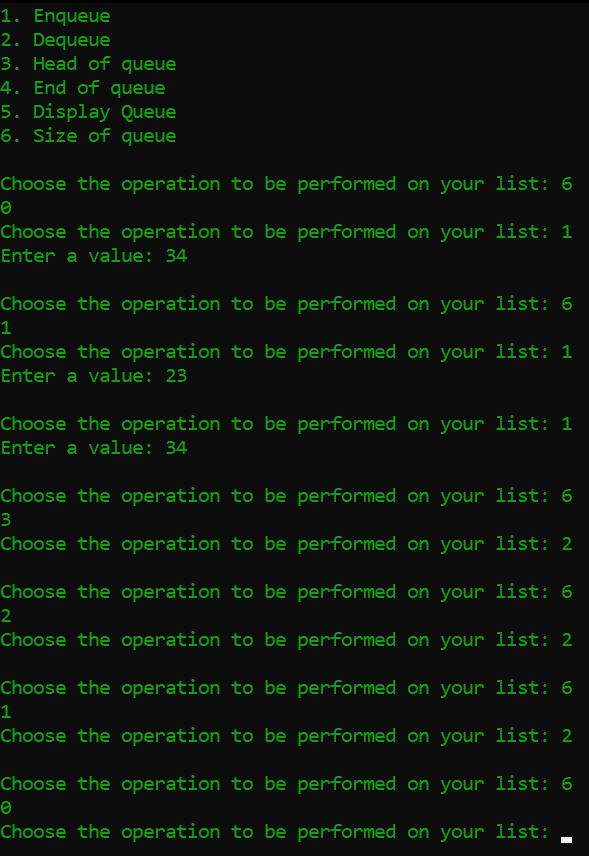 1. Enqueue
2. Dequeue
3. Head of queue
4. End of queue
5. Display Queue
6. Size of queue
Choose the operation to be performed on your list: 6
0
Choose the operation to be performed on your list: 1
Enter a value: 34
Choose the operation to be performed on your list: 6
1
Choose the operation to be performed on your list: 1
Enter a value: 23
Choose the operation to be performed on your list: 1
Enter a value: 34
Choose the operation to be performed on your list: 6
3
Choose the operation to be performed on your list: 2
Choose the operation to be performed on your list: 6
2
Choose the operation to be performed on your list: 2
Choose the operation to be performed on your list: 6
1
Choose the operation to be performed on your list: 2
Choose the operation to be performed on your list: 6
0
Choose the operation to be performed on your list: